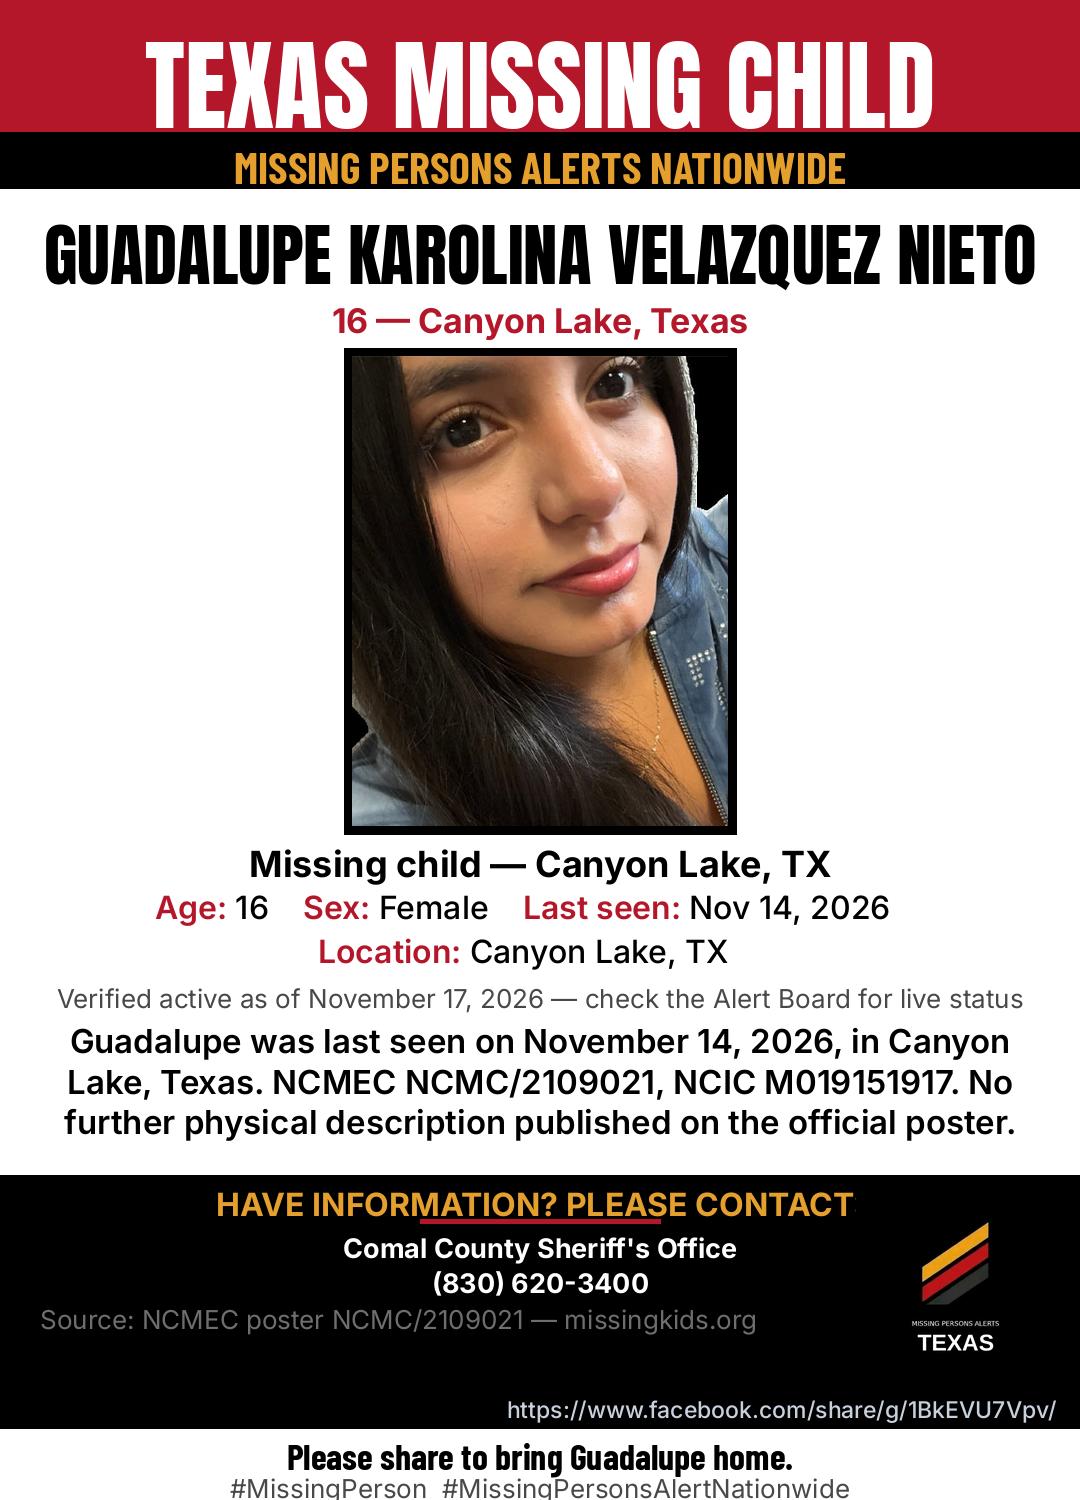 TEXAS MISSING CHILD
MISSING PERSONS ALERTS NATIONWIDE
GUADALUPE KAROLINA VELAZQUEZ NIETO
16 — Canyon Lake, Texas
Missing child — Canyon Lake, TX
Age: 16 Sex: Female Last seen: Nov 14, 2026
Location: Canyon Lake, TX
Verified active as of November 17, 2026 — check the Alert Board for live status
Guadalupe was last seen on November 14, 2026, in Canyon
Lake, Texas. NCMEC NCMC/2109021, NCIC M019151917. No
further physical description published on the official poster.
HAVE INFORMATION? PLEASE CONTACT:
Comal County Sheriff's Office
(830) 620-3400
Source: NCMEC poster NCMC/2109021 — missingkids.org
MISSING PERSONS ALERTS
TEXAS
https://www.facebook.com/share/g/1BkEVU7Vpv/
Please share to bring Guadalupe home.
#MissingPerson #MissingPersonsAlertNationwide